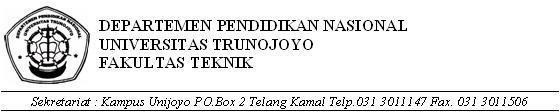 DEPARTEMEN PENDIDIKAN NASIONAL
UNIVERSITAS TRUNOJOYO
FAKULTAS TEKNIK
Sekretariat : Kampus Unijoyo P.O.Box 2 Telang Kamal Telp.031 3011147 Fax. 031 3011506